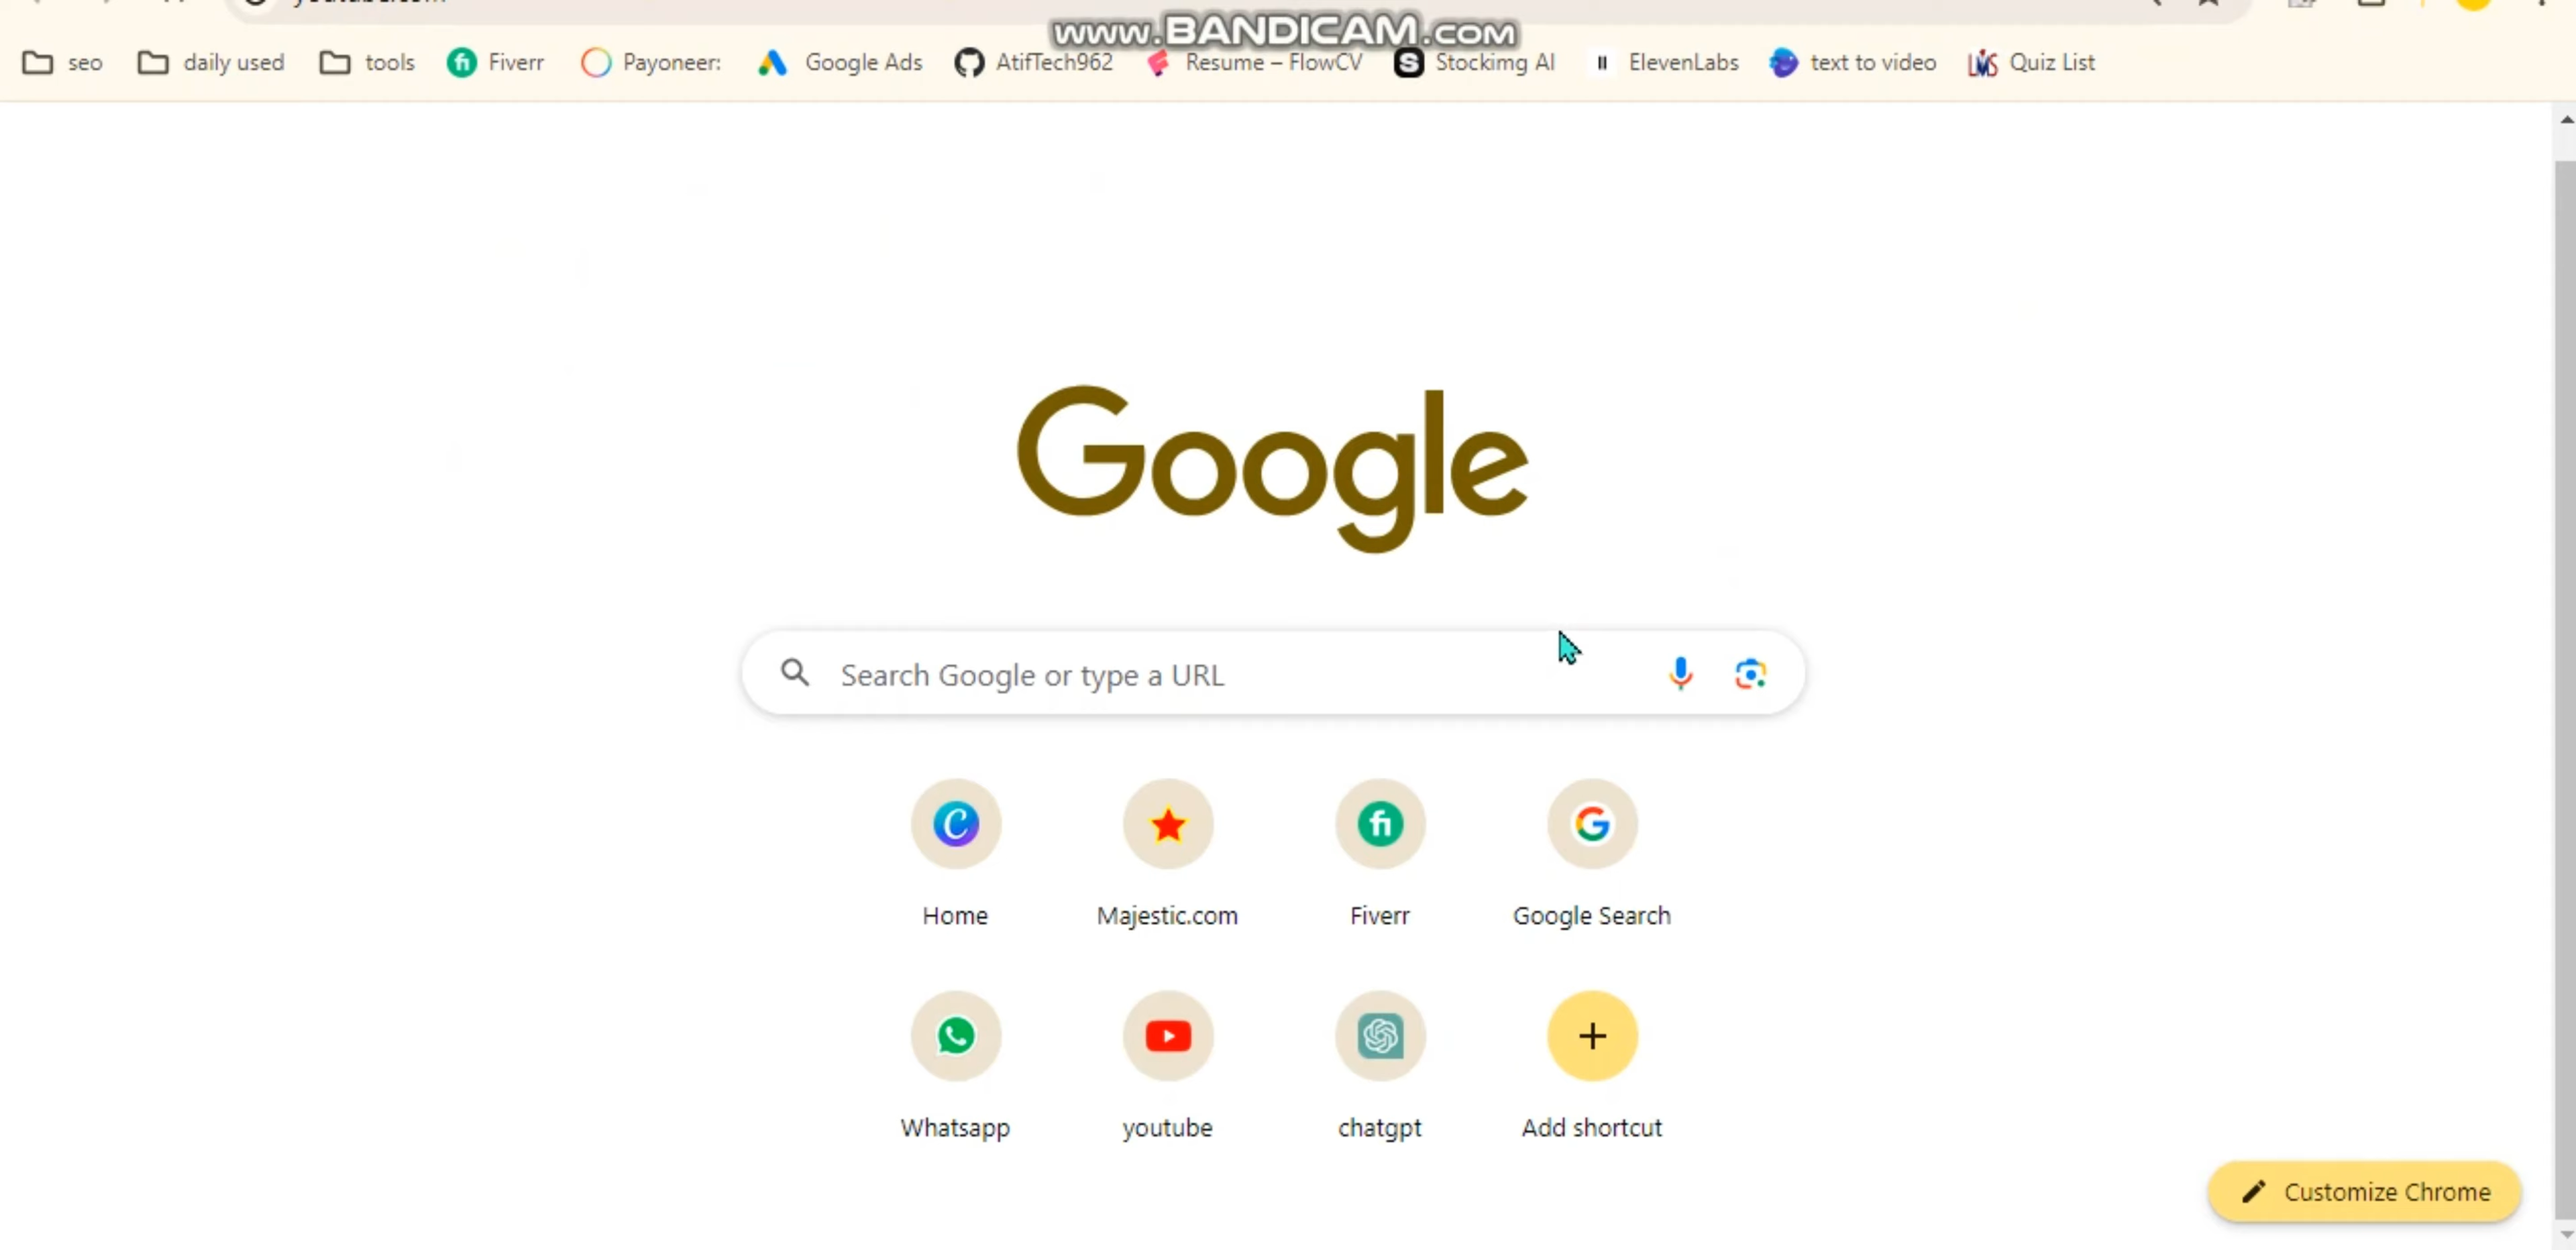 www.BANDICAM.com
seo daily used tools Fiverr Payoneer: Google Ads AtifTech962 Resume – FlowCV Stocking AI ElevenLabs text to video LMS Quiz List
Google
Search Google or type a URL
Home Majestic.com Fiverr Google Search
Whatsapp youtube chatgpt Add shortcut
Customize Chrome